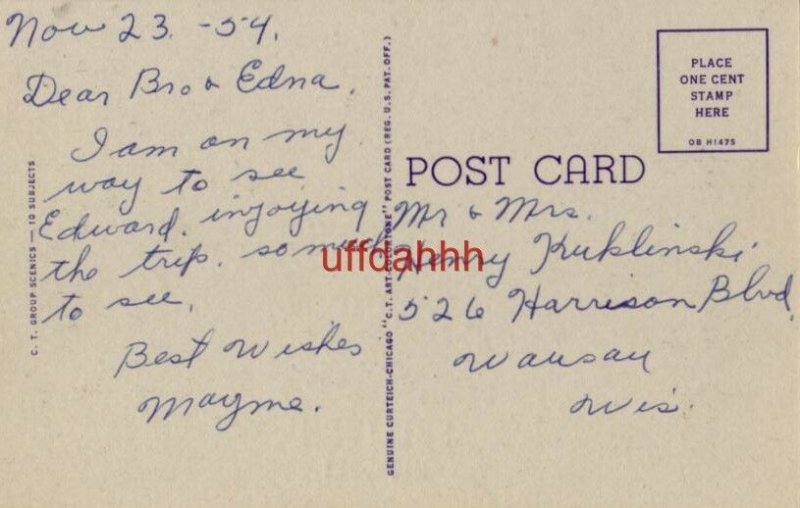 Nov 23. -54.
Dear Bro & Edna.
I am on my
way to see
Edward. injoying
the trip. so much
to see.
Best Wishes
Mayme.
C. T. GROUP SCENICS — 10 SUBJECTS
GENUINE CURTEICH-CHICAGO "C.T. ART-COLORTONE" POST CARD (REG. U.S. PAT. OFF.)
PLACE
ONE CENT
STAMP
HERE
OB H1475
POST CARD
Mr & Mrs.
Henry Kuklinski
526 Harrison Blvd.
Wausau
Wis.
uffdahhh